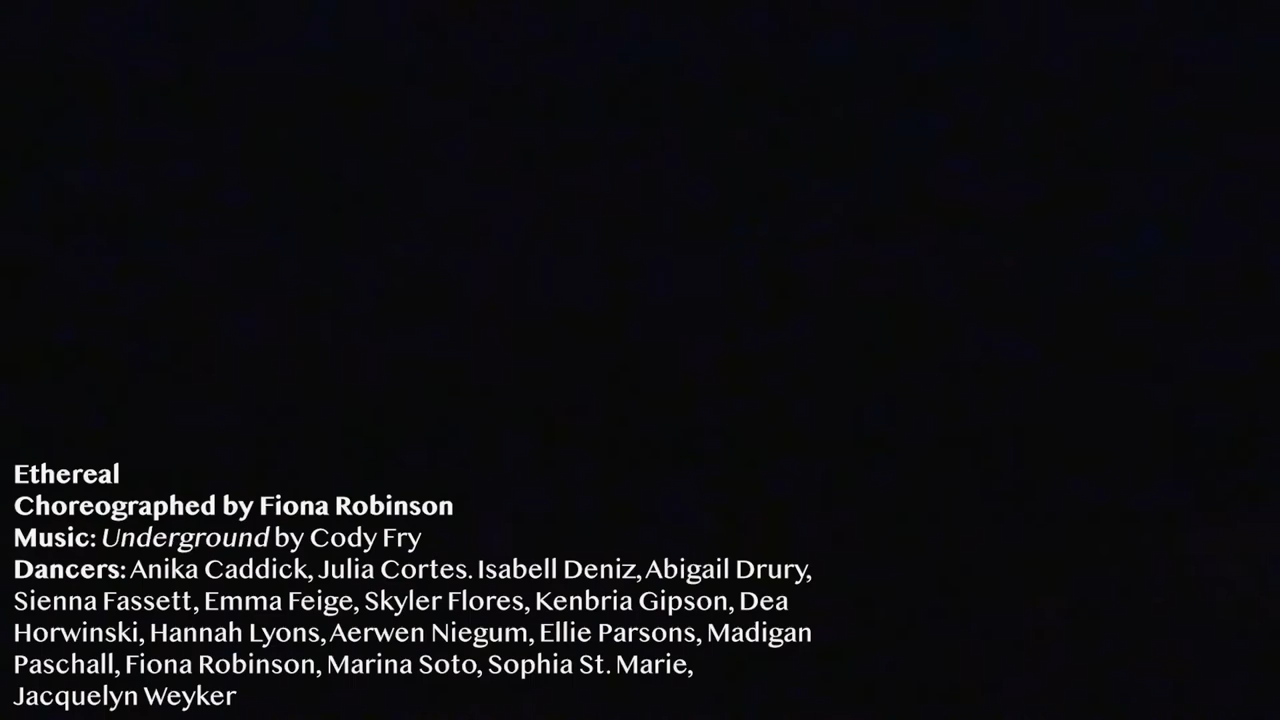 Ethereal
Choreographed by Fiona Robinson
Music: Underground by Cody Fry
Dancers: Anika Caddick, Julia Cortes. Isabell Deniz, Abigail Drury,
Sienna Fassett, Emma Feige, Skyler Flores, Kenbria Gipson, Dea
Horwinski, Hannah Lyons, Aerwen Niegum, Ellie Parsons, Madigan
Paschall, Fiona Robinson, Marina Soto, Sophia St. Marie,
Jacquelyn Weyker